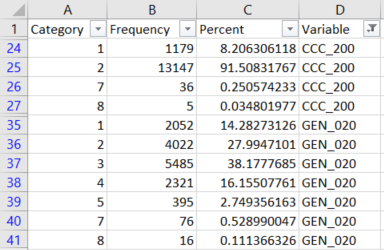 A B C D
1 Category Frequency Percent Variable
24 1 1179 8.206306118 CCC_200
25 2 13147 91.50831767 CCC_200
26 7 36 0.250574233 CCC_200
27 8 5 0.034801977 CCC_200
35 1 2052 14.28273126 GEN_020
36 2 4022 27.9947101 GEN_020
37 3 5485 38.1777685 GEN_020
38 4 2321 16.15507761 GEN_020
39 5 395 2.749356163 GEN_020
40 7 76 0.528990047 GEN_020
41 8 16 0.111366326 GEN_020